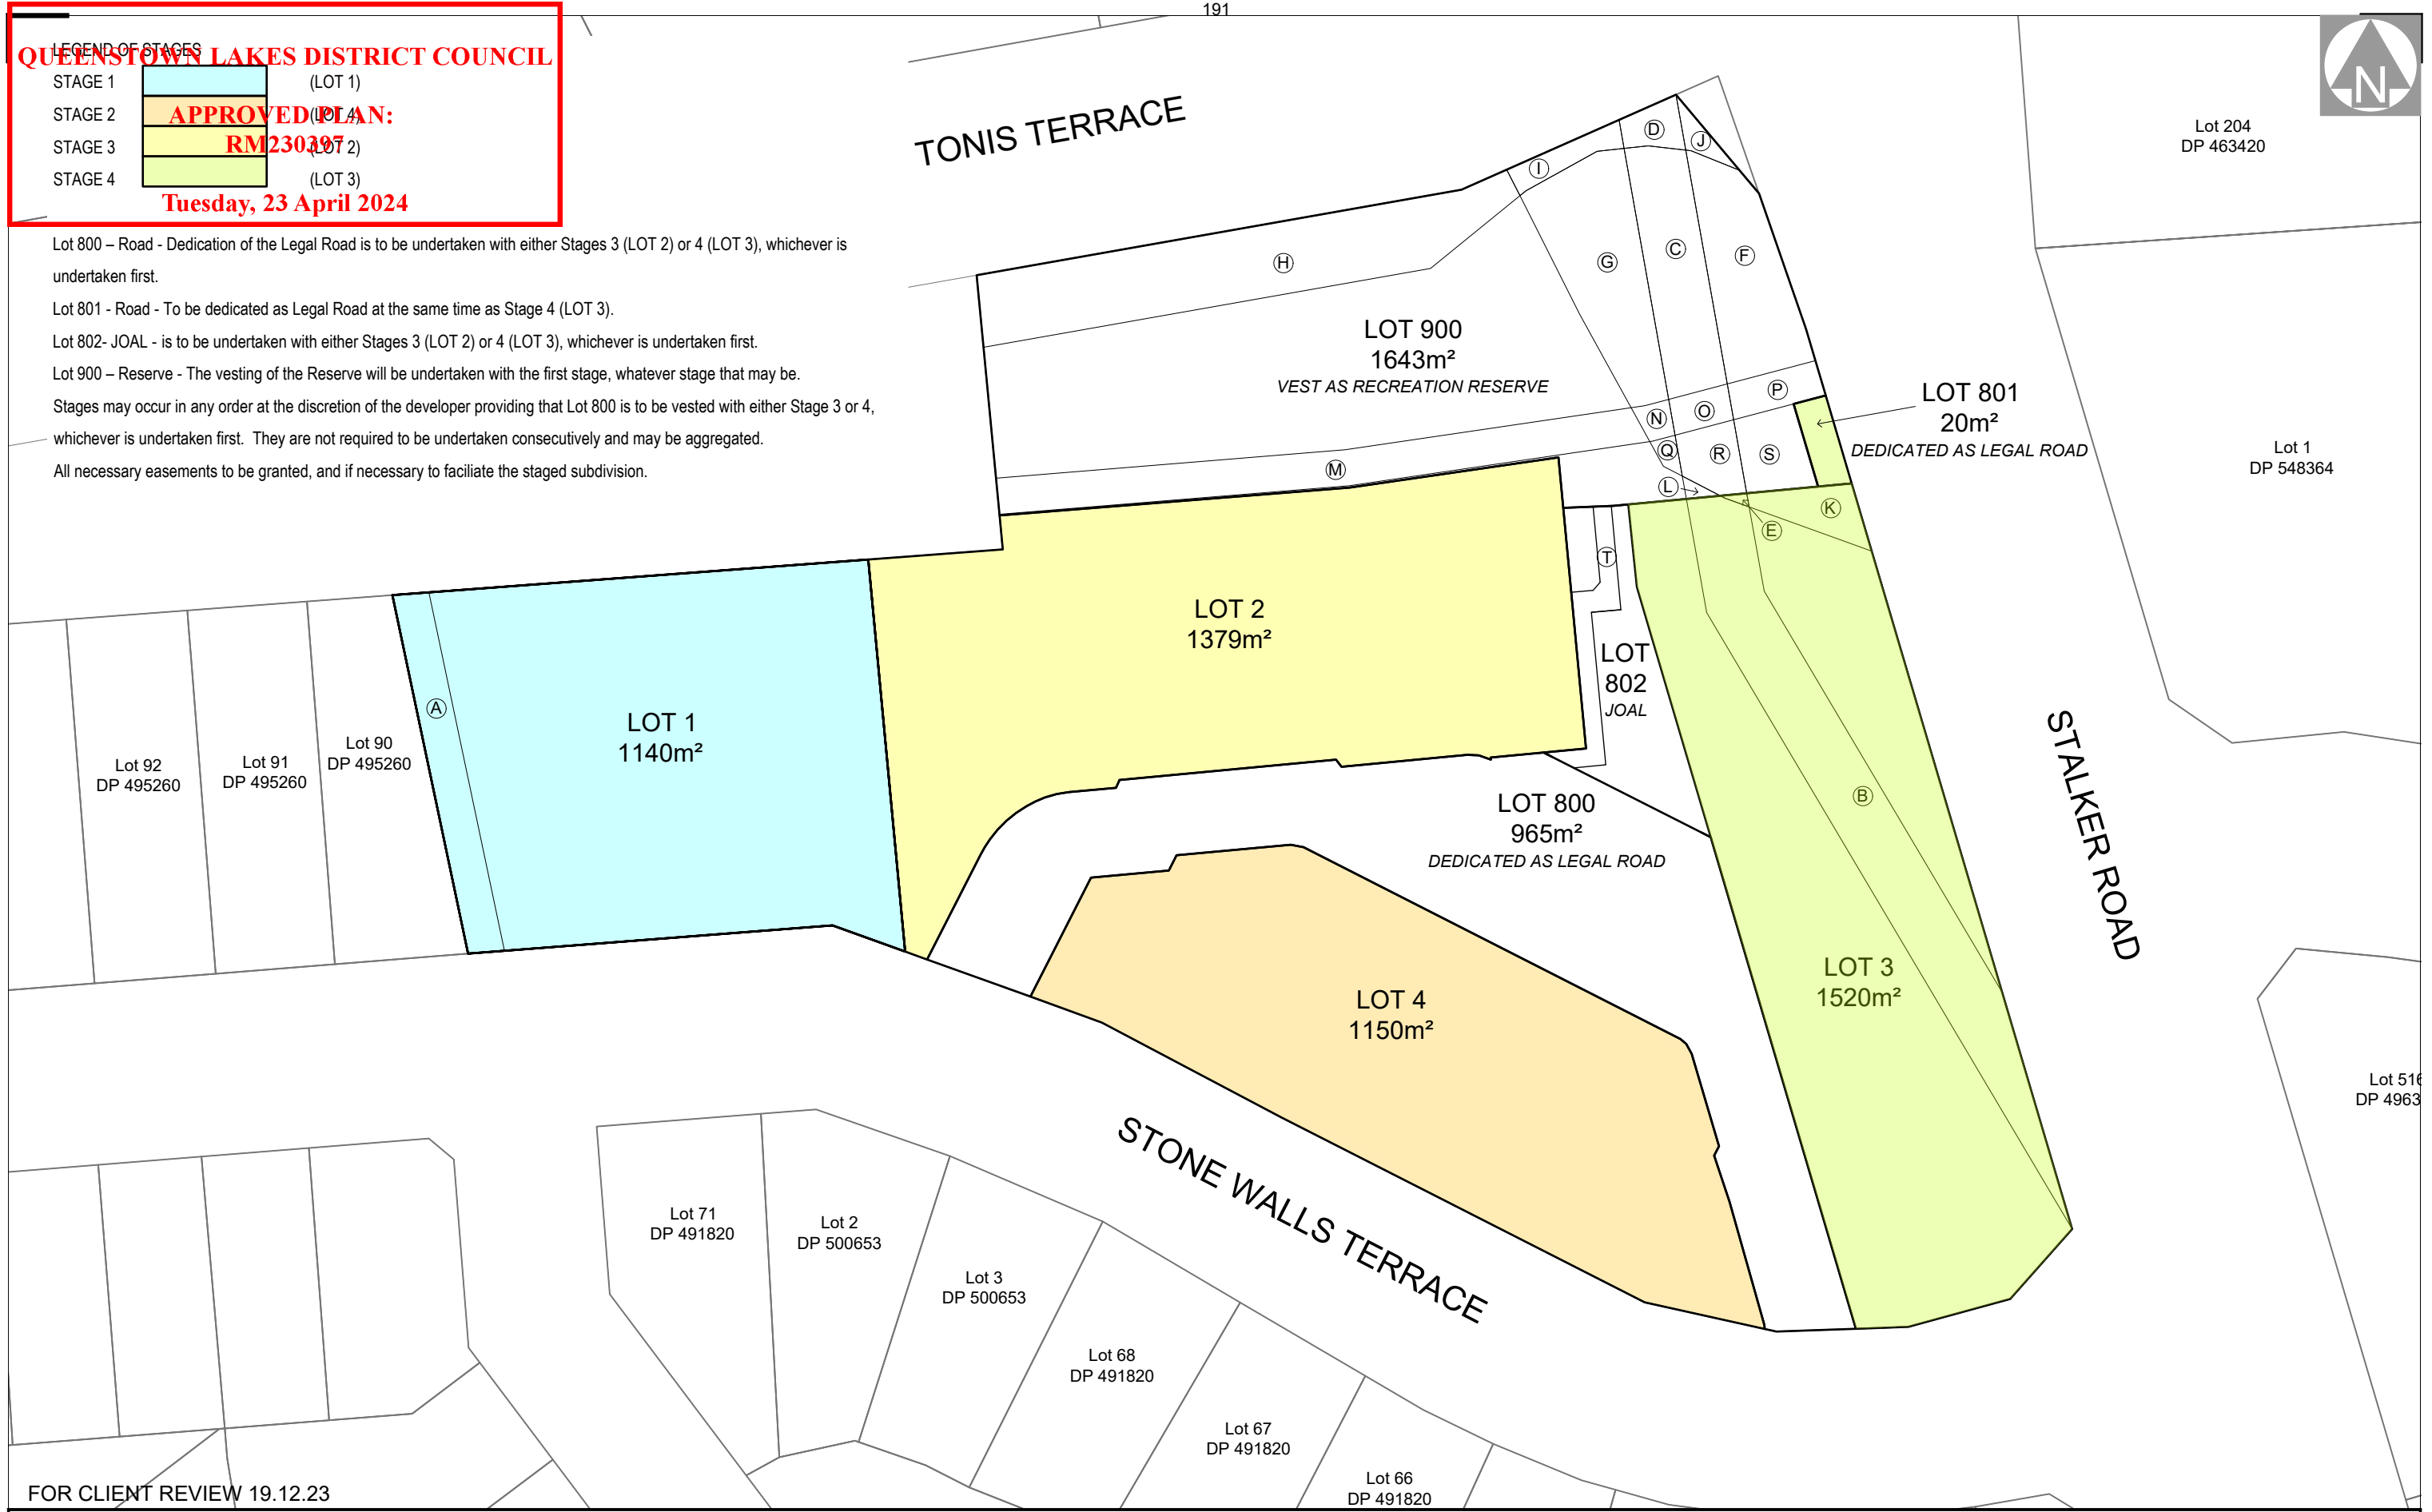 191
LEGEND OF STAGES
QUEENSTOWN LAKES DISTRICT COUNCIL
STAGE 1 (LOT 1)
STAGE 2 (LOT 4)
APPROVED PLAN:
STAGE 3 (LOT 2)
RM230397
STAGE 4 (LOT 3)
Tuesday, 23 April 2024
Lot 800 – Road - Dedication of the Legal Road is to be undertaken with either Stages 3 (LOT 2) or 4 (LOT 3), whichever is
undertaken first.
Lot 801 - Road - To be dedicated as Legal Road at the same time as Stage 4 (LOT 3).
Lot 802- JOAL - is to be undertaken with either Stages 3 (LOT 2) or 4 (LOT 3), whichever is undertaken first.
Lot 900 – Reserve - The vesting of the Reserve will be undertaken with the first stage, whatever stage that may be.
Stages may occur in any order at the discretion of the developer providing that Lot 800 is to be vested with either Stage 3 or 4,
whichever is undertaken first. They are not required to be undertaken consecutively and may be aggregated.
All necessary easements to be granted, and if necessary to faciliate the staged subdivision.
TONIS TERRACE
N
Lot 204
DP 463420
D
J
I
H
G
C
F
LOT 900
1643m²
VEST AS RECREATION RESERVE
P
N
O
LOT 801
20m²
DEDICATED AS LEGAL ROAD
Lot 1
DP 548364
M
Q
R
S
L
K
E
T
LOT 2
1379m²
LOT
802
JOAL
A
LOT 1
1140m²
Lot 92
DP 495260
Lot 91
DP 495260
Lot 90
DP 495260
LOT 800
965m²
DEDICATED AS LEGAL ROAD
B
STALKER ROAD
LOT 3
1520m²
LOT 4
1150m²
Lot 516
DP 4963
STONE WALLS TERRACE
Lot 71
DP 491820
Lot 2
DP 500653
Lot 3
DP 500653
Lot 68
DP 491820
Lot 67
DP 491820
Lot 66
DP 491820
FOR CLIENT REVIEW 19.12.23